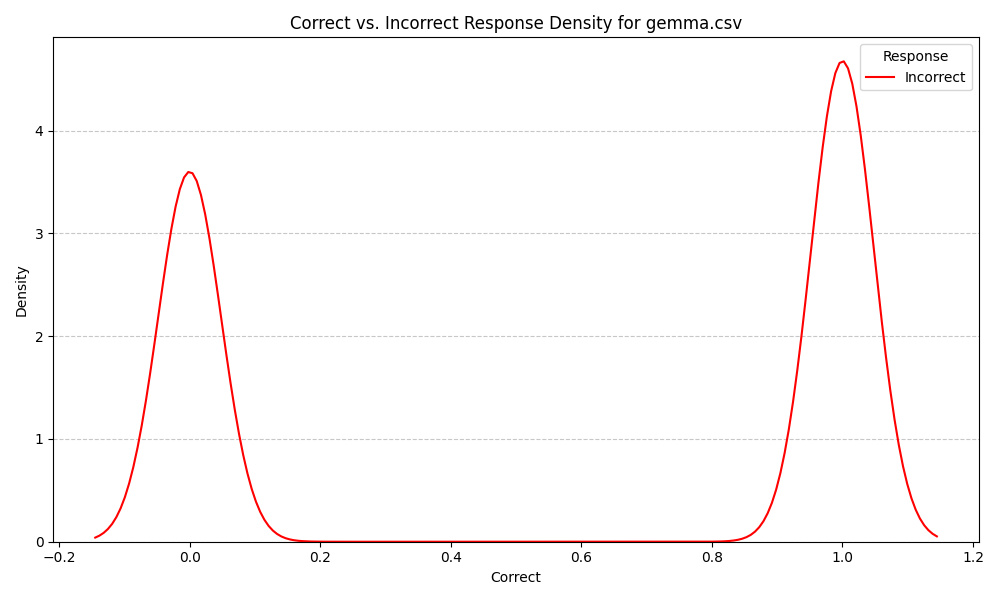 Correct vs. Incorrect Response Density for gemma.csv
Response
Incorrect
Density
4
3
2
1
0
−0.2
0.0
0.2
0.4
0.6
0.8
1.0
1.2
Correct